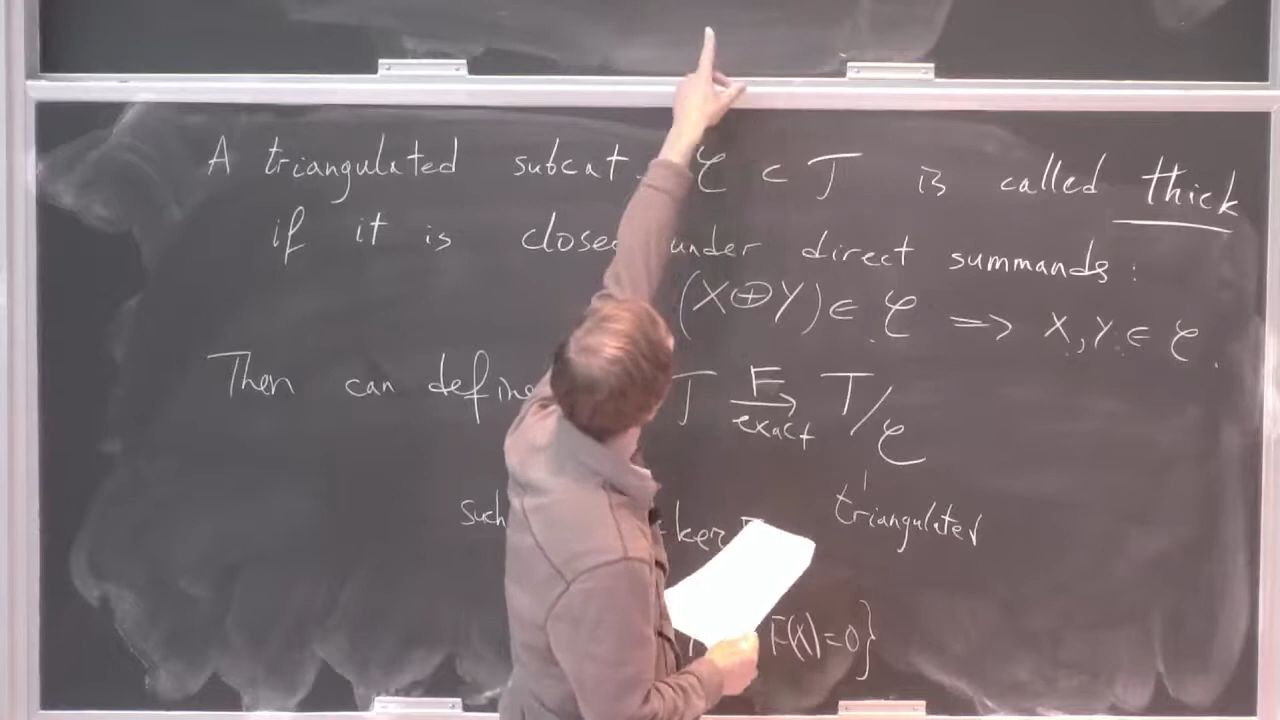 A triangulated subcat. 𝒞 ⊂ T is called thick
if it is close under direct summands:
(X⊕Y) ∈ 𝒞 => X, Y ∈ 𝒞.
Then can define T F→ exact T/𝒞
such ker triangulated
F(X)=0}